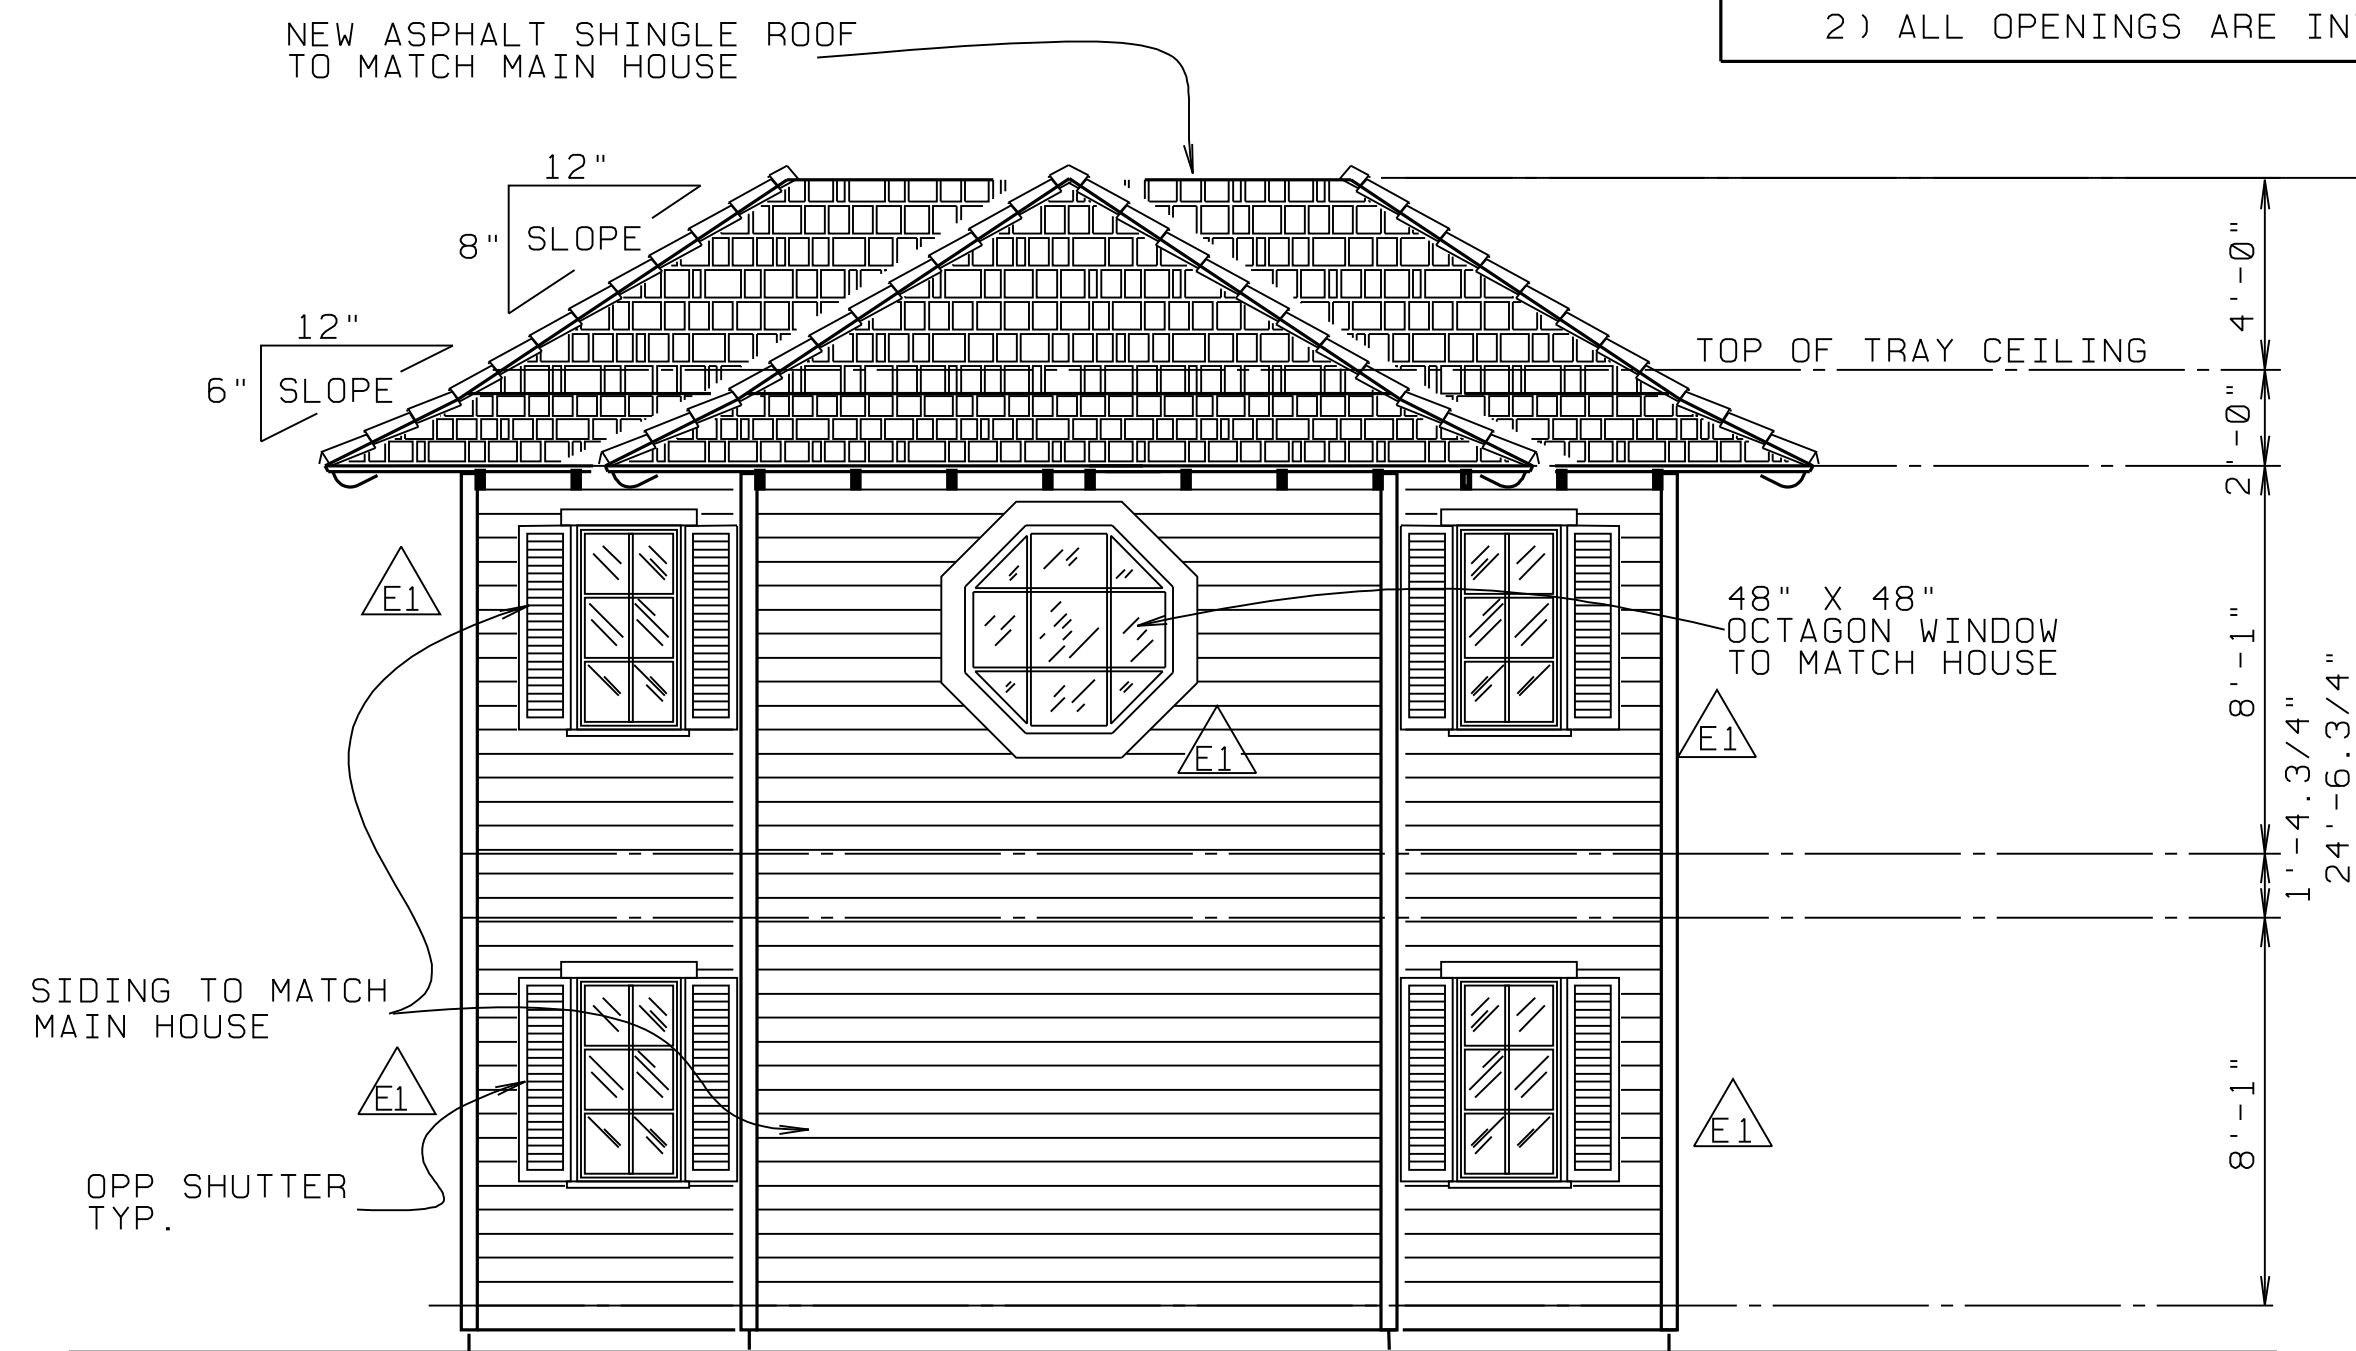 NEW ASPHALT SHINGLE ROOF
TO MATCH MAIN HOUSE
2) ALL OPENINGS ARE
12"
8" SLOPE
12"
6" SLOPE
TOP OF TRAY CEILING
4'-0"
2'-0"
E1
48" X 48"
OCTAGON WINDOW
TO MATCH HOUSE
8'-1"
E1
E1
1'-4.3/4"
24'-6.3/4"
SIDING TO MATCH
MAIN HOUSE
E1
E1
8'-1"
OPP SHUTTER
TYP.